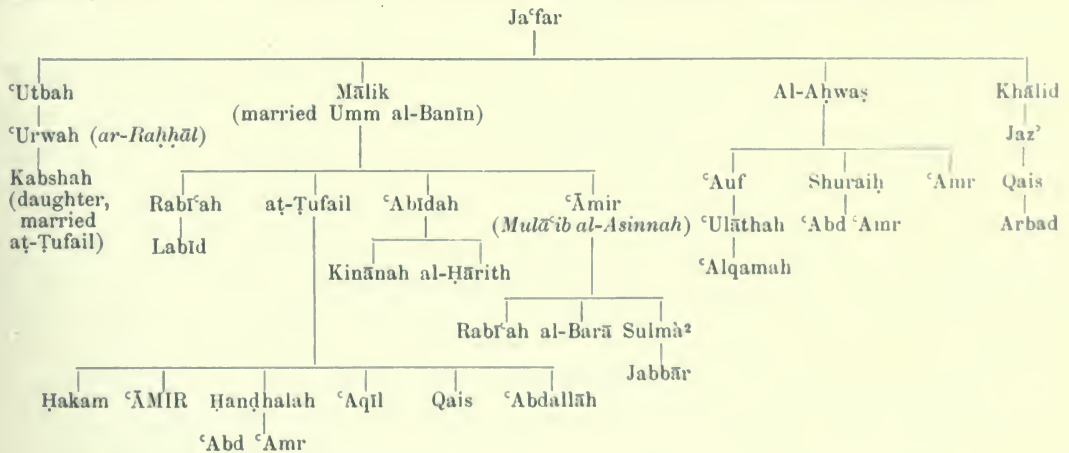 Jaʿfar
ʿUtbah Mālik Al-Aḥwaṣ Khālid
(married Umm al-Banīn)
ʿUrwah (ar-Raḥḥāl) Jazʾ
Kabshah Rabīʿah aṭ-Ṭufail ʿAbīdah ʿĀmir ʿAuf Shuraiḥ ʿAmr Qais
(daughter, (Mulāʿib al-Asinnah)
married Labīd ʿUlāthah ʿAbd ʿAmr Arbad
aṭ-Ṭufail)
Kinānah al-Ḥārith ʿAlqamah
Rabīʿah al-Barā Sulmà²
Jabbār
Ḥakam ʿĀMIR Ḥanḍhalah ʿAqīl Qais ʿAbdallāh
ʿAbd ʿAmr